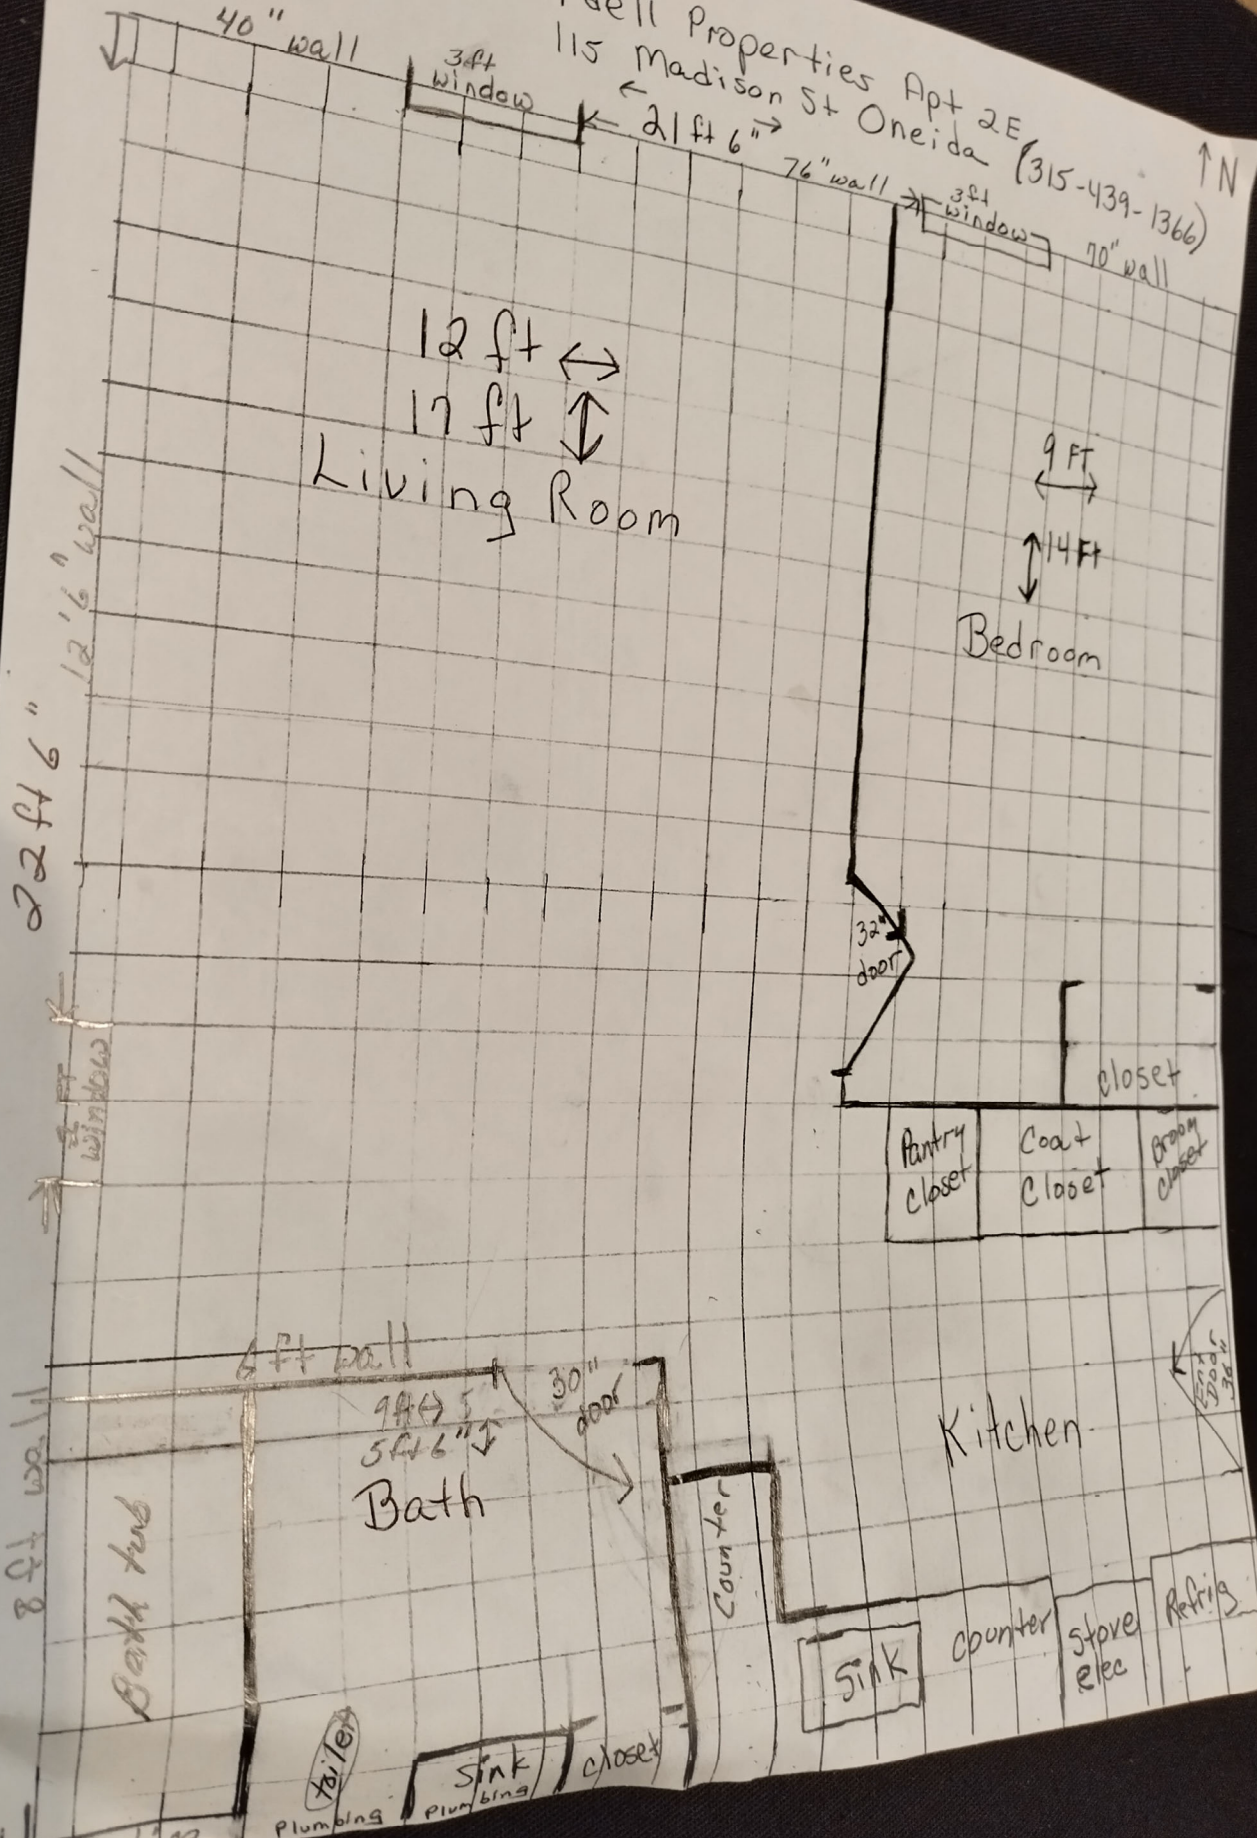 Properties Apt 2E
115 Madison St Oneida (315-439-1366)
↑N
40" wall
3ft
window
← 21 ft 6" →
76" wall
3ft
window
70" wall
12 ft ↔
17 ft ↕
Living Room
9 FT
↔
↕ 14 Ft
Bedroom
12'6" wall
22 ft 6"
32"
door
window
closet
Pantry
closet
Coat
Closet
Broom
closet
6 ft wall
30"
door
9ft ↔
5ft 6" ↕
Bath
8 ft wall
Bath tub
Counter
Kitchen
Ent
Door
36"
Sink
counter
Stove
elec
Refrig
toilet
plumbing
Sink
plumbing
closet